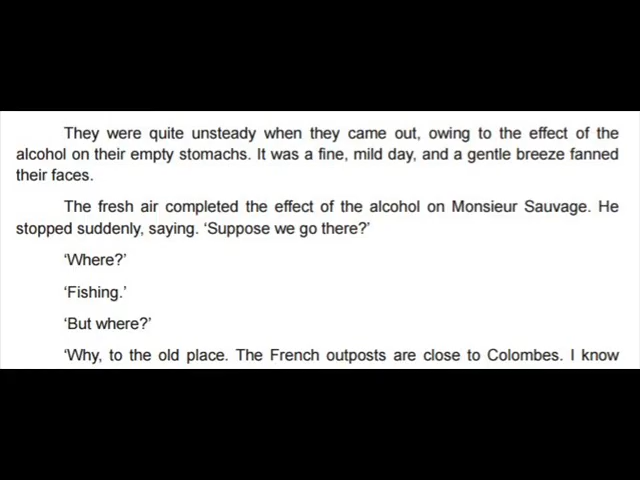 They were quite unsteady when they came out, owing to the effect of the
alcohol on their empty stomachs. It was a fine, mild day, and a gentle breeze fanned
their faces.
The fresh air completed the effect of the alcohol on Monsieur Sauvage. He
stopped suddenly, saying. ‘Suppose we go there?’
‘Where?’
‘Fishing.’
‘But where?’
‘Why, to the old place. The French outposts are close to Colombes. I know